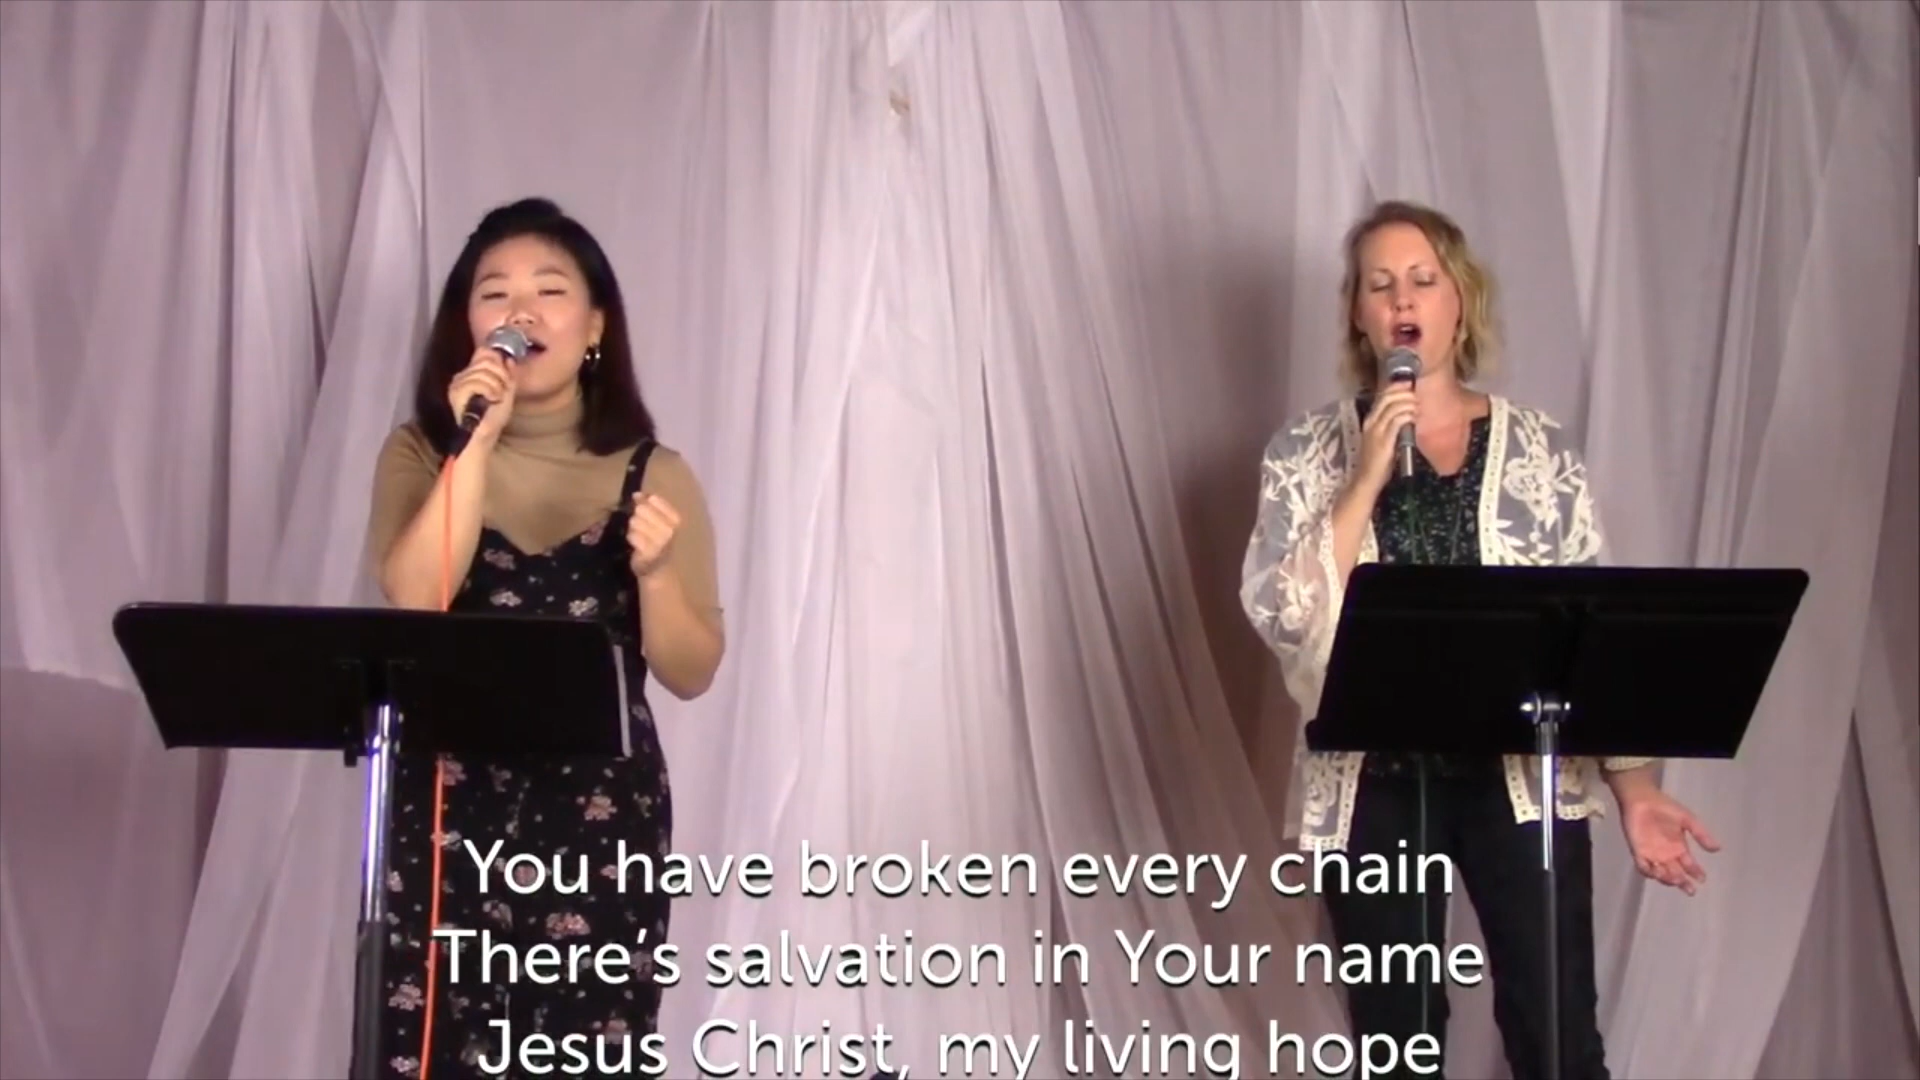 You have broken every chain
There’s salvation in Your name
Jesus Christ, my living hope